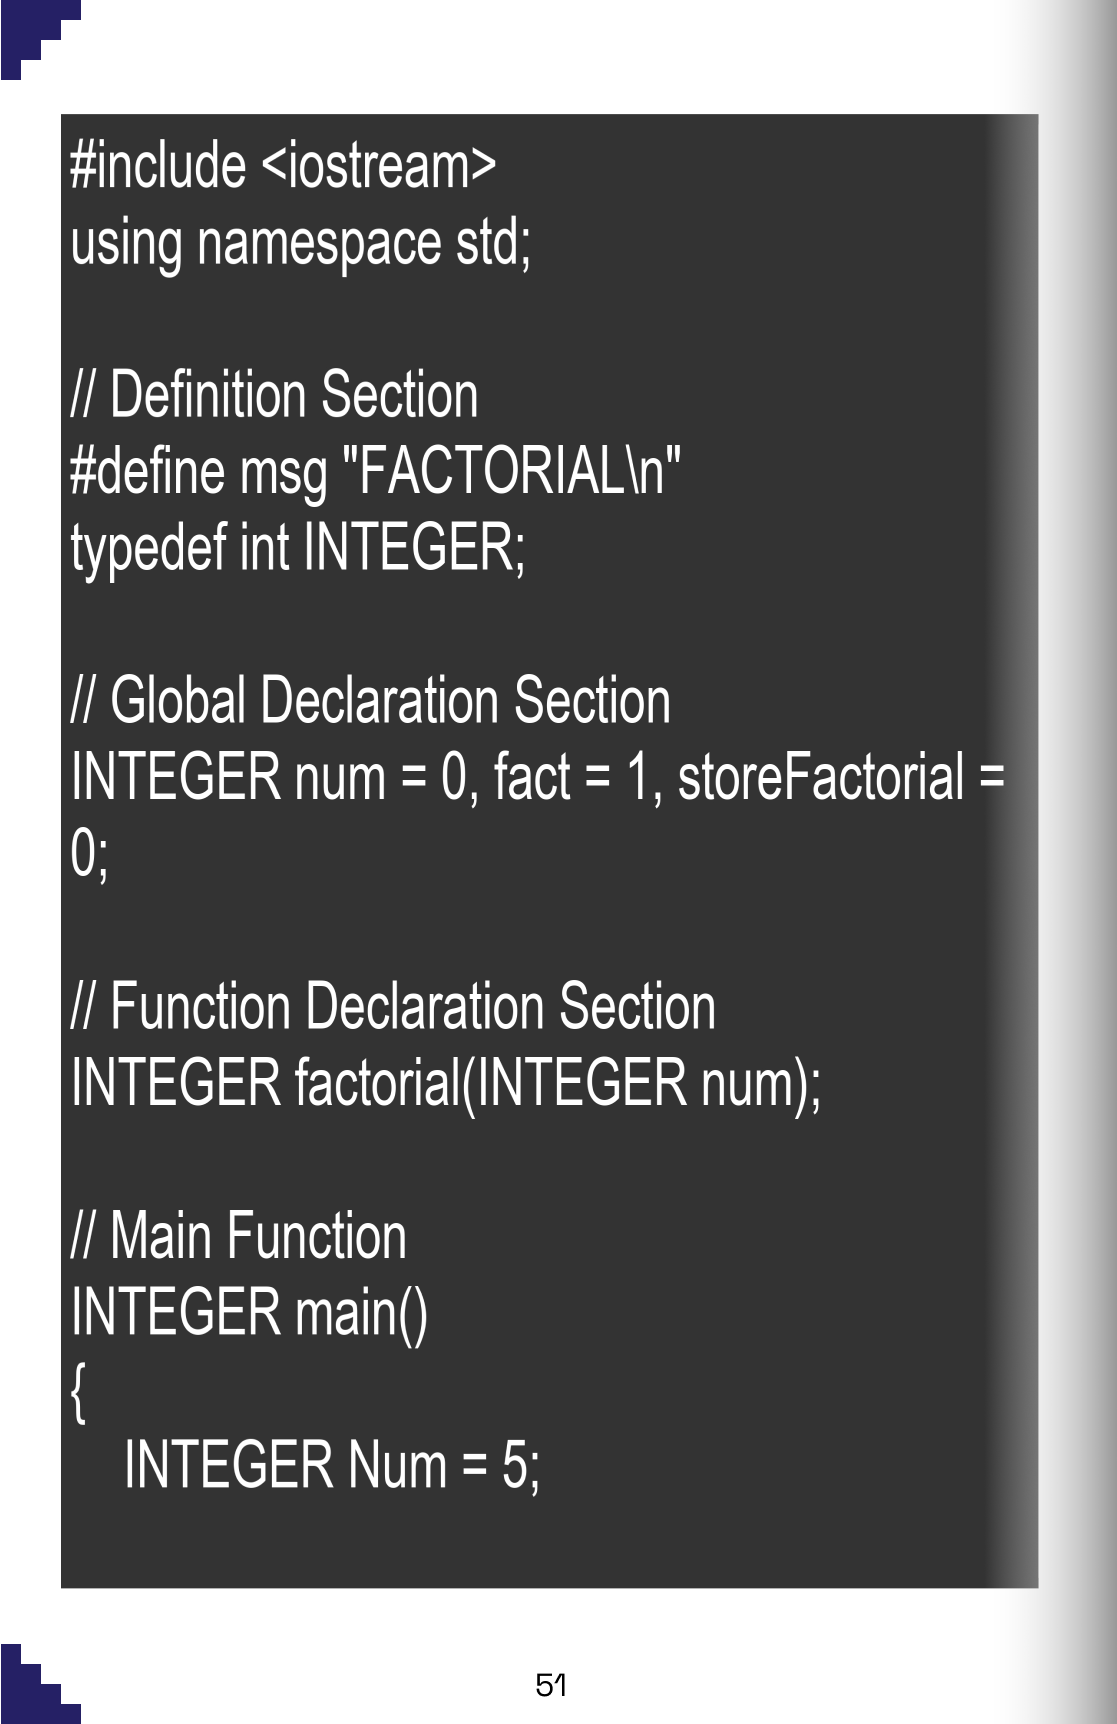 #include <iostream>
using namespace std;
// Definition Section
#define msg "FACTORIAL\n"
typedef int INTEGER;
// Global Declaration Section
INTEGER num = 0, fact = 1, storeFactorial =
0;
// Function Declaration Section
INTEGER factorial(INTEGER num);
// Main Function
INTEGER main()
{
INTEGER Num = 5;
51